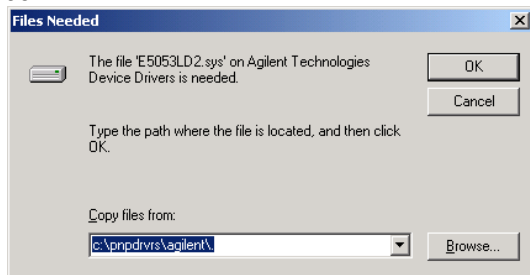 Files Needed
The file 'E5053LD2.sys' on Agilent Technologies
Device Drivers is needed.
OK
Cancel
Type the path where the file is located, and then click
OK.
Copy files from:
c:\pnpdrvrs\agilent\.
Browse...